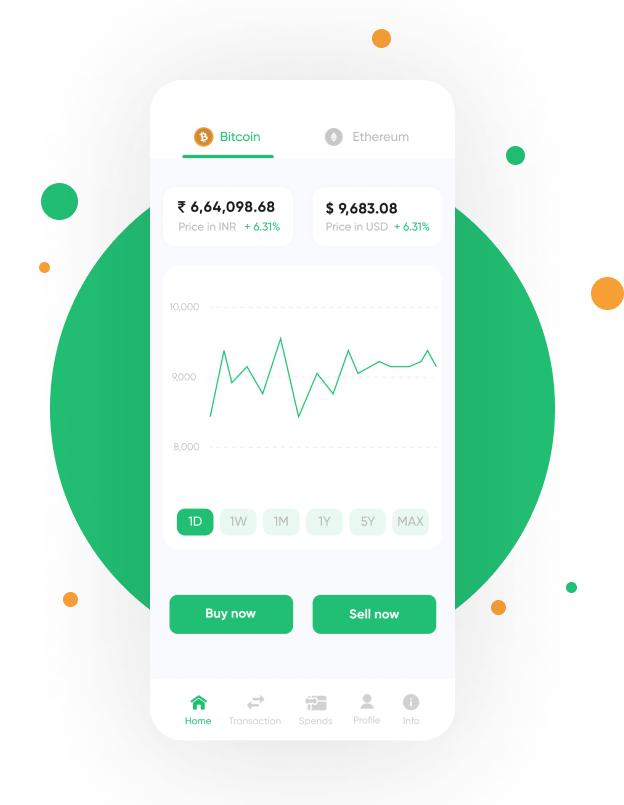 Bitcoin Ethereum
₹ 6,64,098.68 $ 9,683.08
Price in INR + 6.31% Price in USD + 6.31%
10,000
9,000
8,000
1D 1W 1M 1Y 5Y MAX
Buy now Sell now
Home Transaction Spends Profile Info